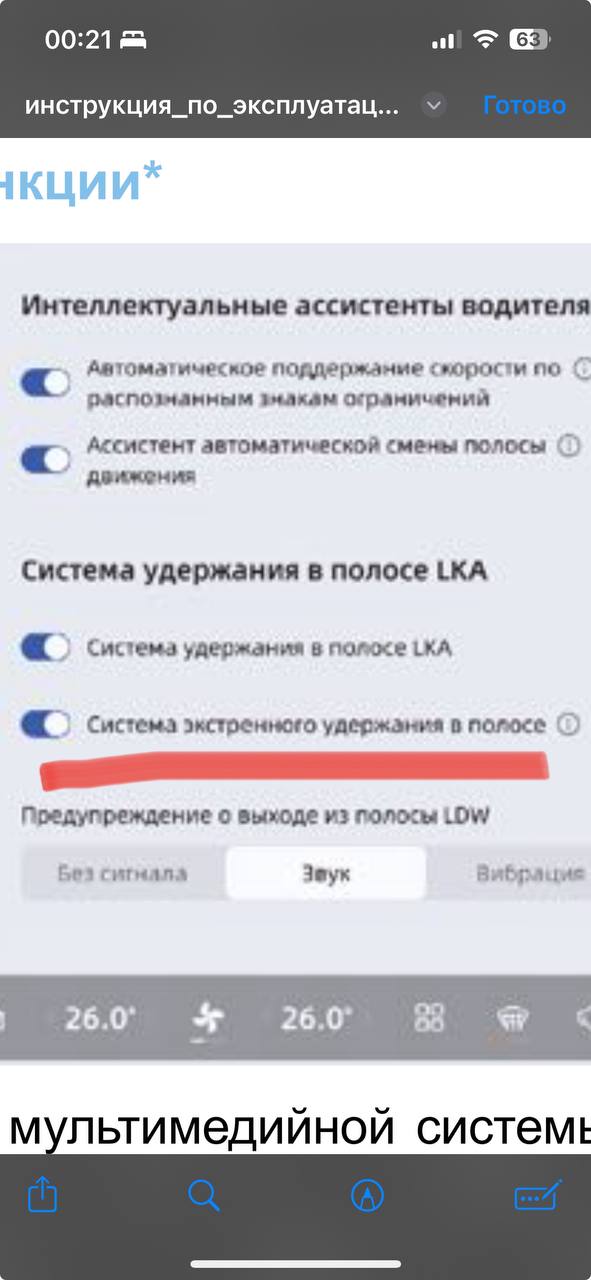 00:21
63
инструкция_по_эксплуатац...
Готово
нкции*
Интеллектуальные ассистенты водителя
Автоматическое поддержание скорости по
распознанным знакам ограничений
Ассистент автоматической смены полосы
движения
Система удержания в полосе LKA
Система удержания в полосе LKA
Система экстренного удержания в полосе
Предупреждение о выходе из полосы LDW
Без сигнала Звук Вибрация
26.0° 26.0°
мультимедийной системы